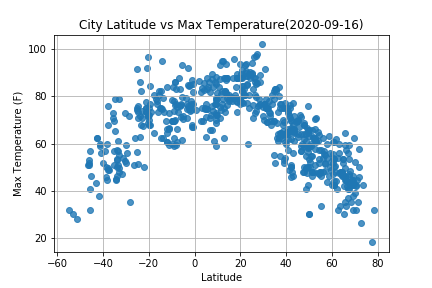 City Latitude vs Max Temperature(2020-09-16)
Max Temperature (F)
100
80
60
40
20
−60 −40 −20 0 20 40 60 80
Latitude